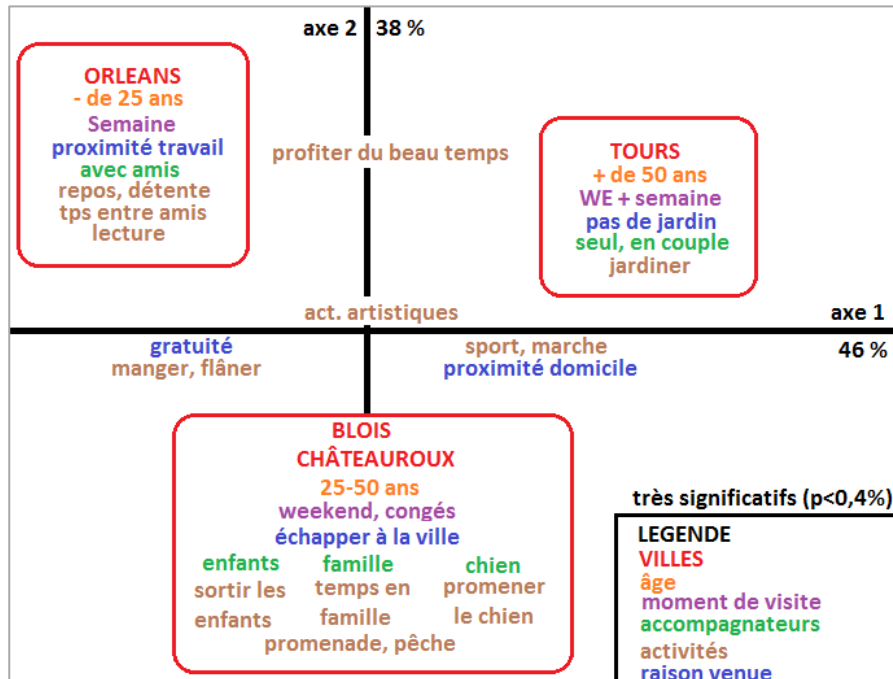 axe 2 38 %
ORLEANS
- de 25 ans
Semaine
proximité travail
avec amis
repos, détente
tps entre amis
lecture
profiter du beau temps
TOURS
+ de 50 ans
WE + semaine
pas de jardin
seul, en couple
jardiner
act. artistiques
axe 1
46 %
gratuité
manger, flâner
sport, marche
proximité domicile
BLOIS
CHÂTEAUROUX
25-50 ans
weekend, congés
échapper à la ville
enfants famille chien
sortir les temps en promener
enfants famille le chien
promenade, pêche
très significatifs (p<0,4%)
LEGENDE
VILLES
âge
moment de visite
accompagnateurs
activités
raison venue